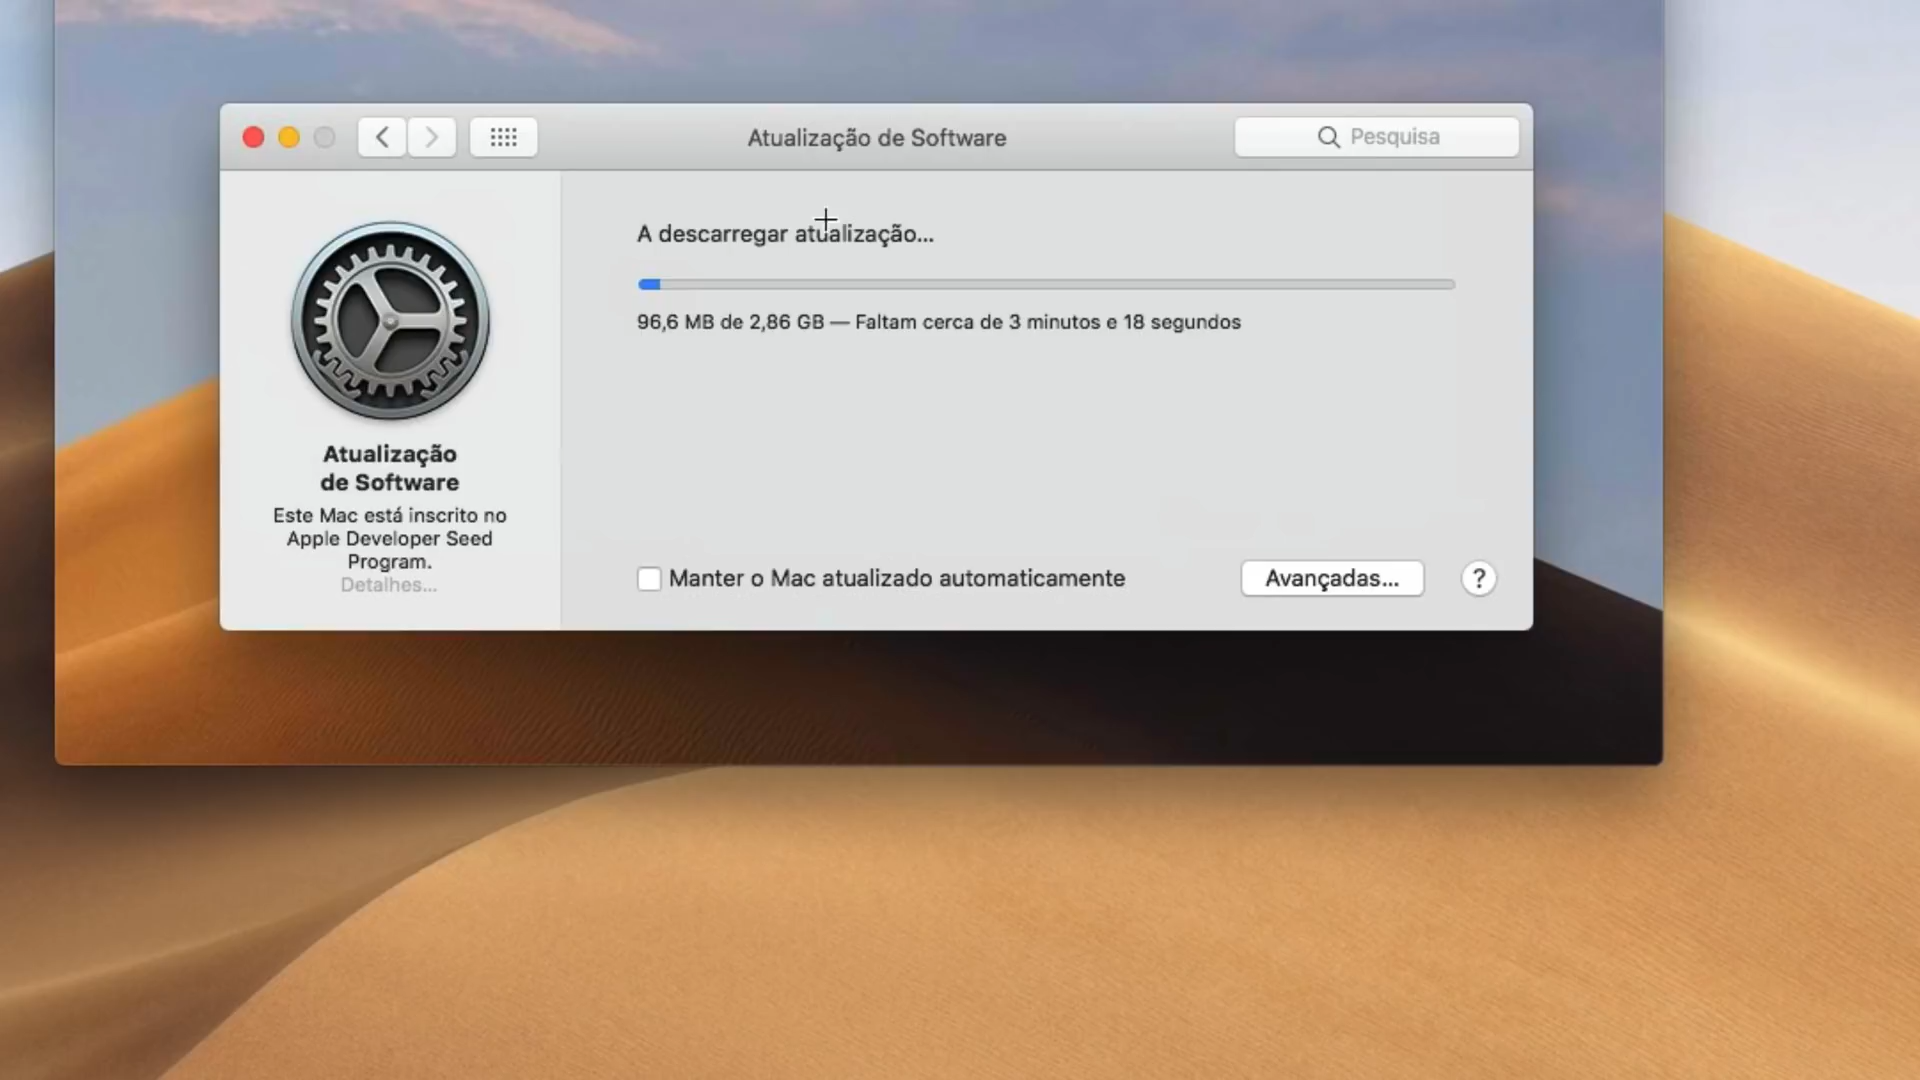 Atualização de Software
Pesquisa
A descarregar atualização...
96,6 MB de 2,86 GB — Faltam cerca de 3 minutos e 18 segundos
Atualização
de Software
Este Mac está inscrito no
Apple Developer Seed
Program.
Detalhes...
Manter o Mac atualizado automaticamente
Avançadas...
?